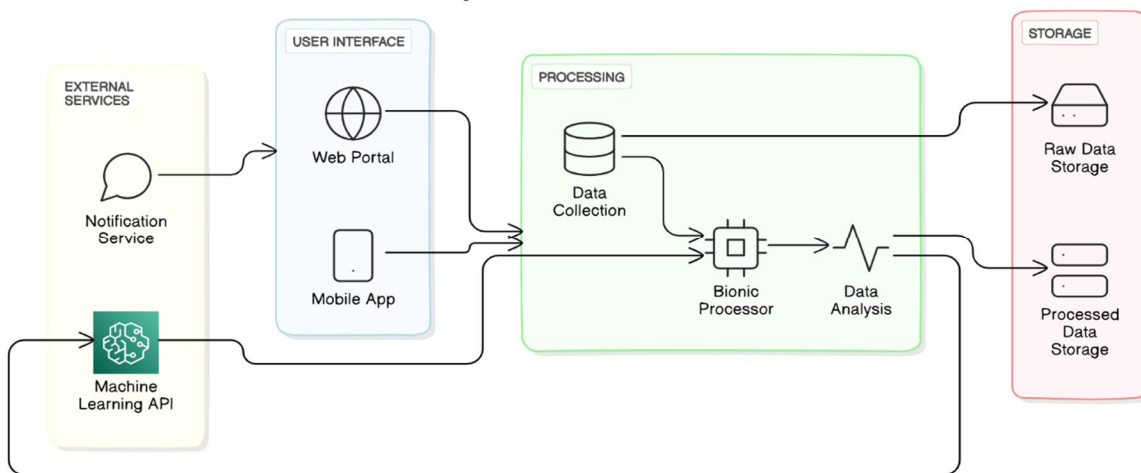 EXTERNAL
SERVICES
Notification
Service
Machine
Learning API
USER INTERFACE
Web Portal
Mobile App
PROCESSING
Data
Collection
Bionic
Processor
Data
Analysis
STORAGE
Raw Data
Storage
Processed
Data
Storage